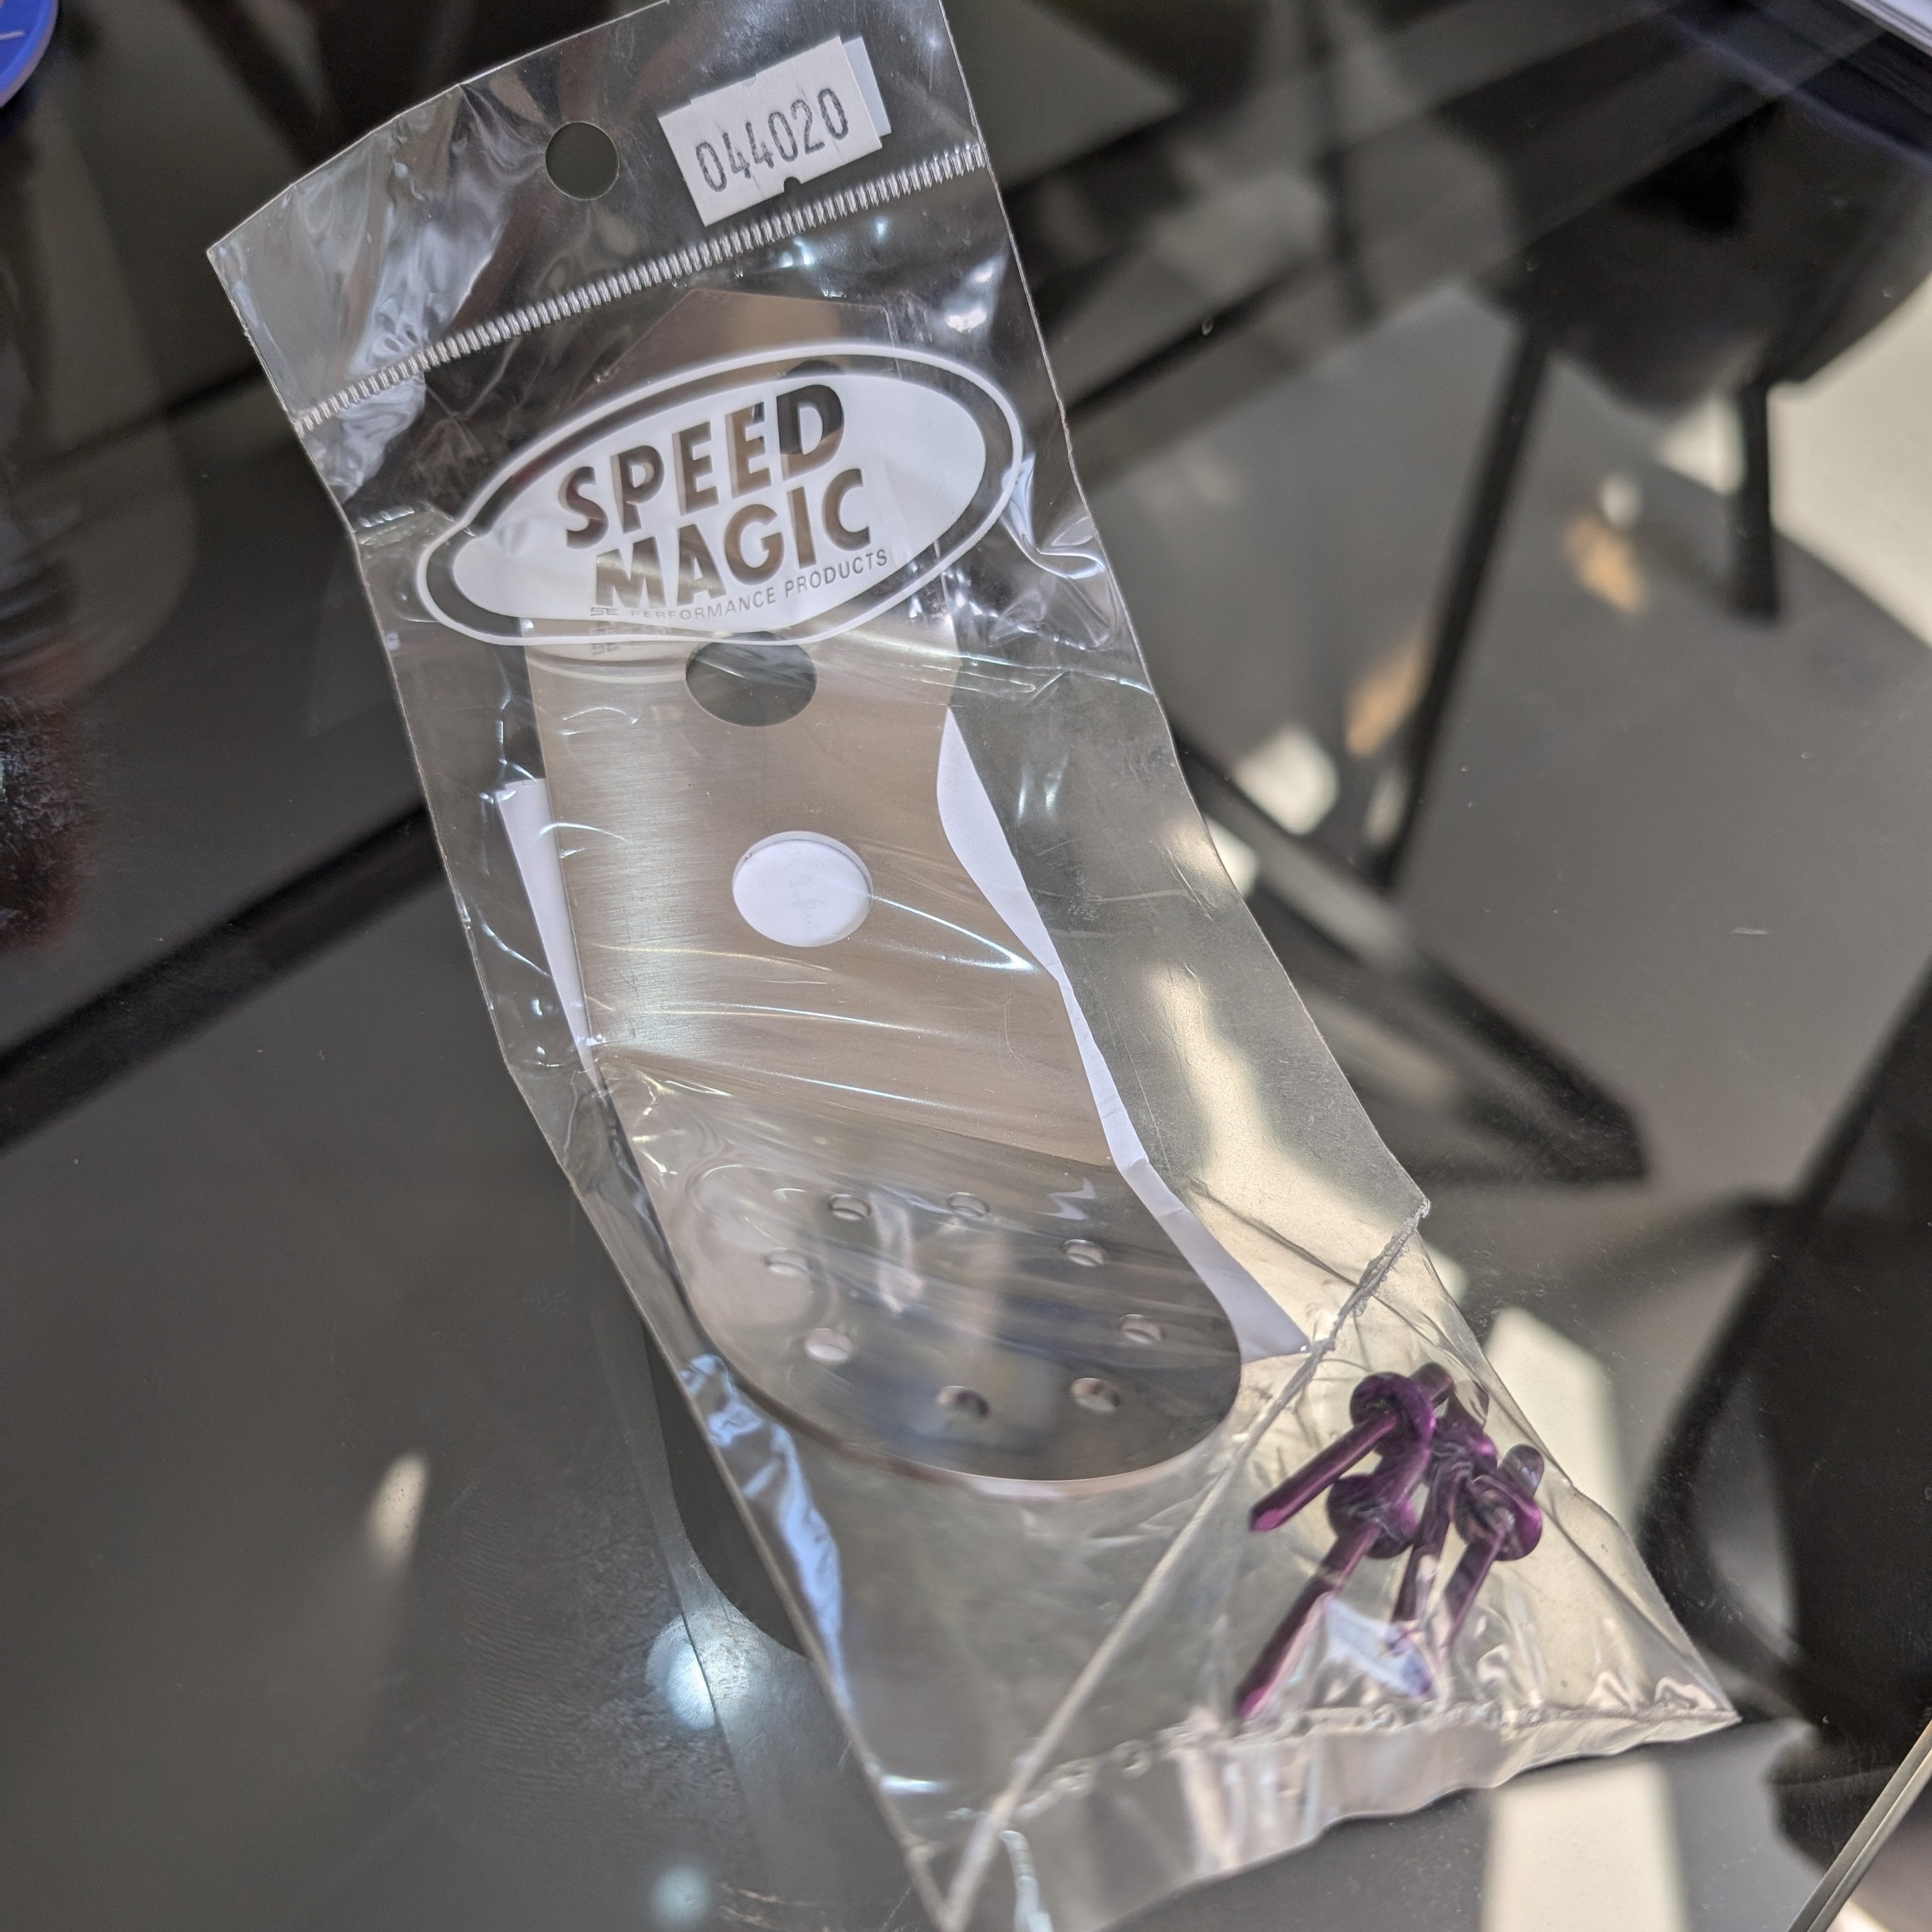 044020
SPEED
MAGIC
SE PERFORMANCE PRODUCTS